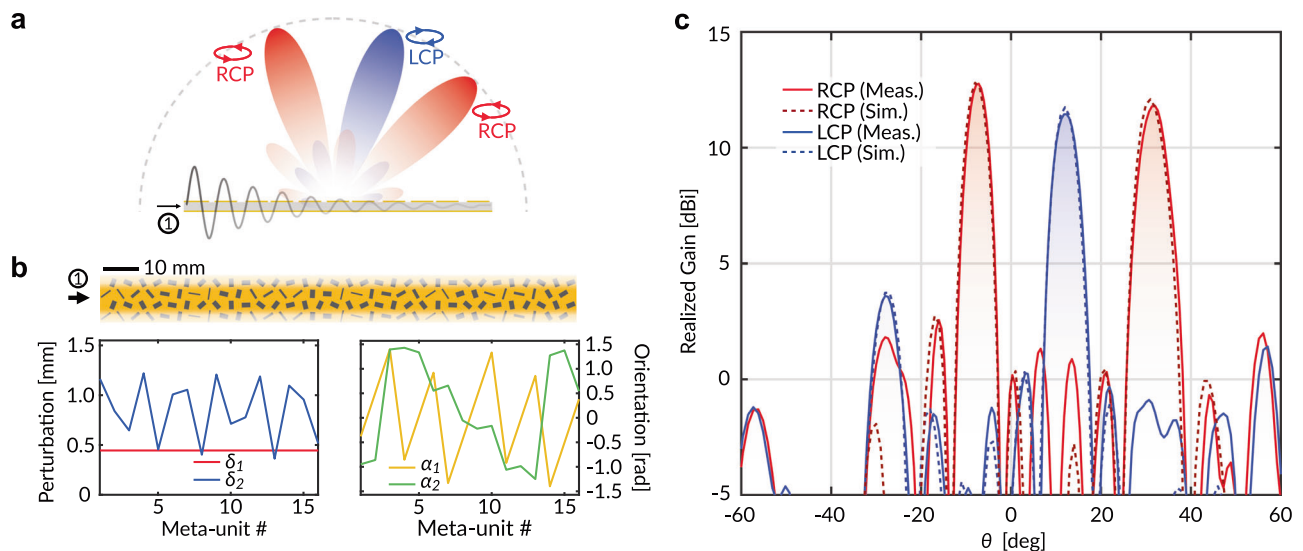 a
RCP
LCP
RCP
1
b
1
10 mm
Perturbation [mm]
1.5
1.0
0.5
0
δ1
δ2
5
10
15
Meta-unit #
α1
α2
5
10
15
Meta-unit #
1.5
1.0
0.5
0
-0.5
-1.0
-1.5
Orientation [rad]
c
Realized Gain [dBi]
15
10
5
0
-5
RCP (Meas.)
RCP (Sim.)
LCP (Meas.)
LCP (Sim.)
-60
-40
-20
0
20
40
60
θ [deg]